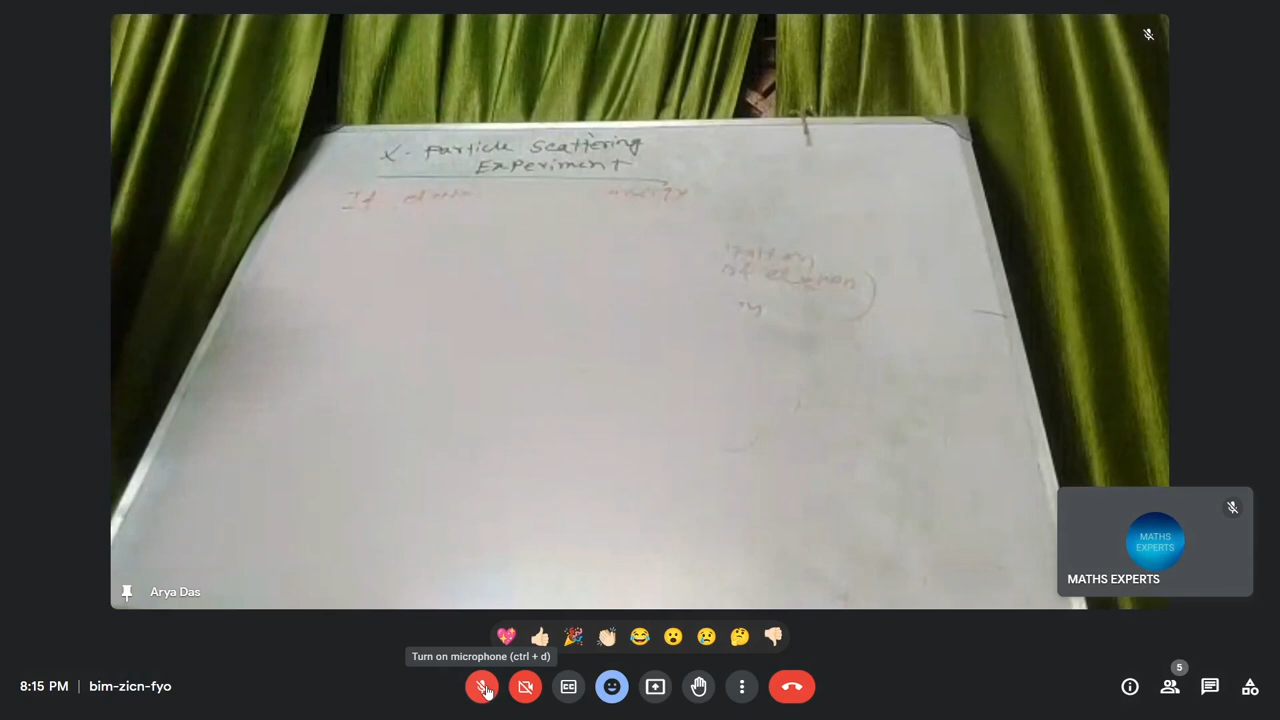 α- Particle Scattering
Experiment
of
MATHS
EXPERTS
MATHS EXPERTS
Arya Das
Turn on microphone (ctrl + d)
5
8:15 PM | bim-zicn-fyo